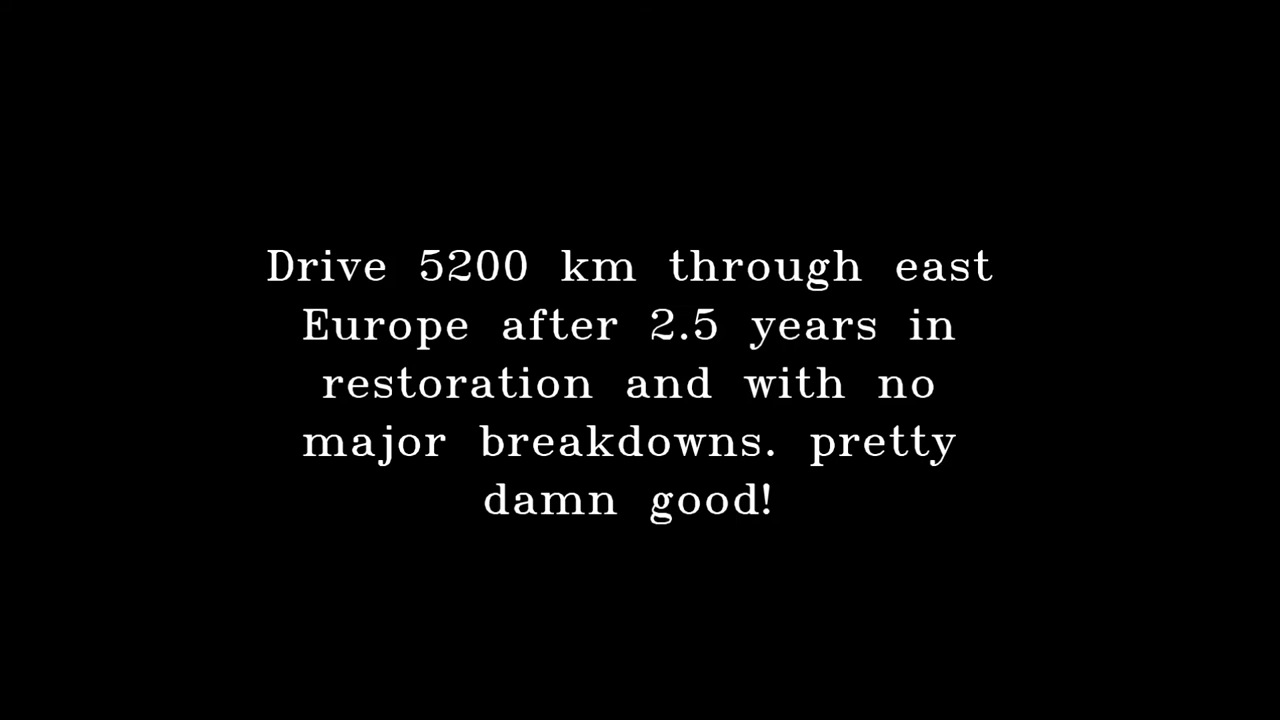 Drive 5200 km through east
Europe after 2.5 years in
restoration and with no
major breakdowns. pretty
damn good!